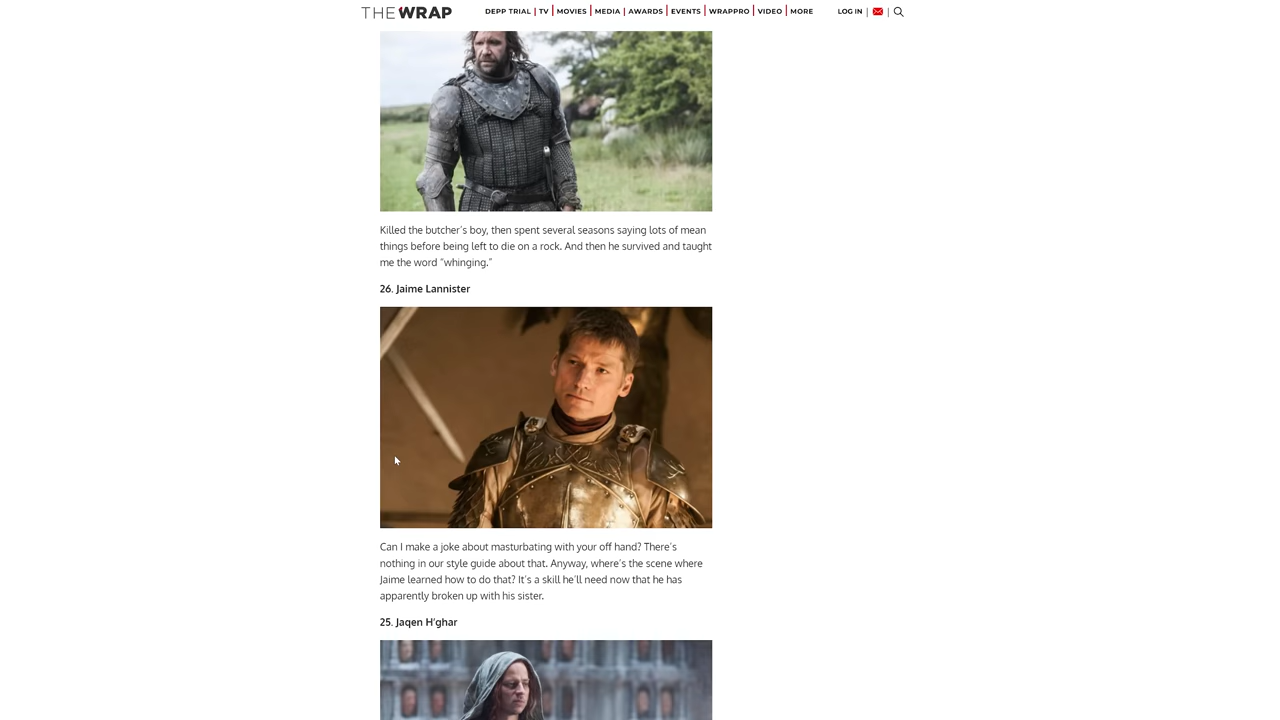 THE WRAP
DEPP TRIAL | TV | MOVIES | MEDIA | AWARDS | EVENTS | WRAPPRO | VIDEO | MORE
LOG IN
Killed the butcher's boy, then spent several seasons saying lots of mean
things before being left to die on a rock. And then he survived and taught
me the word “whinging.”
26. Jaime Lannister
Can I make a joke about masturbating with your off hand? There's
nothing in our style guide about that. Anyway, where's the scene where
Jaime learned how to do that? It's a skill he'll need now that he has
apparently broken up with his sister.
25. Jaqen H'ghar